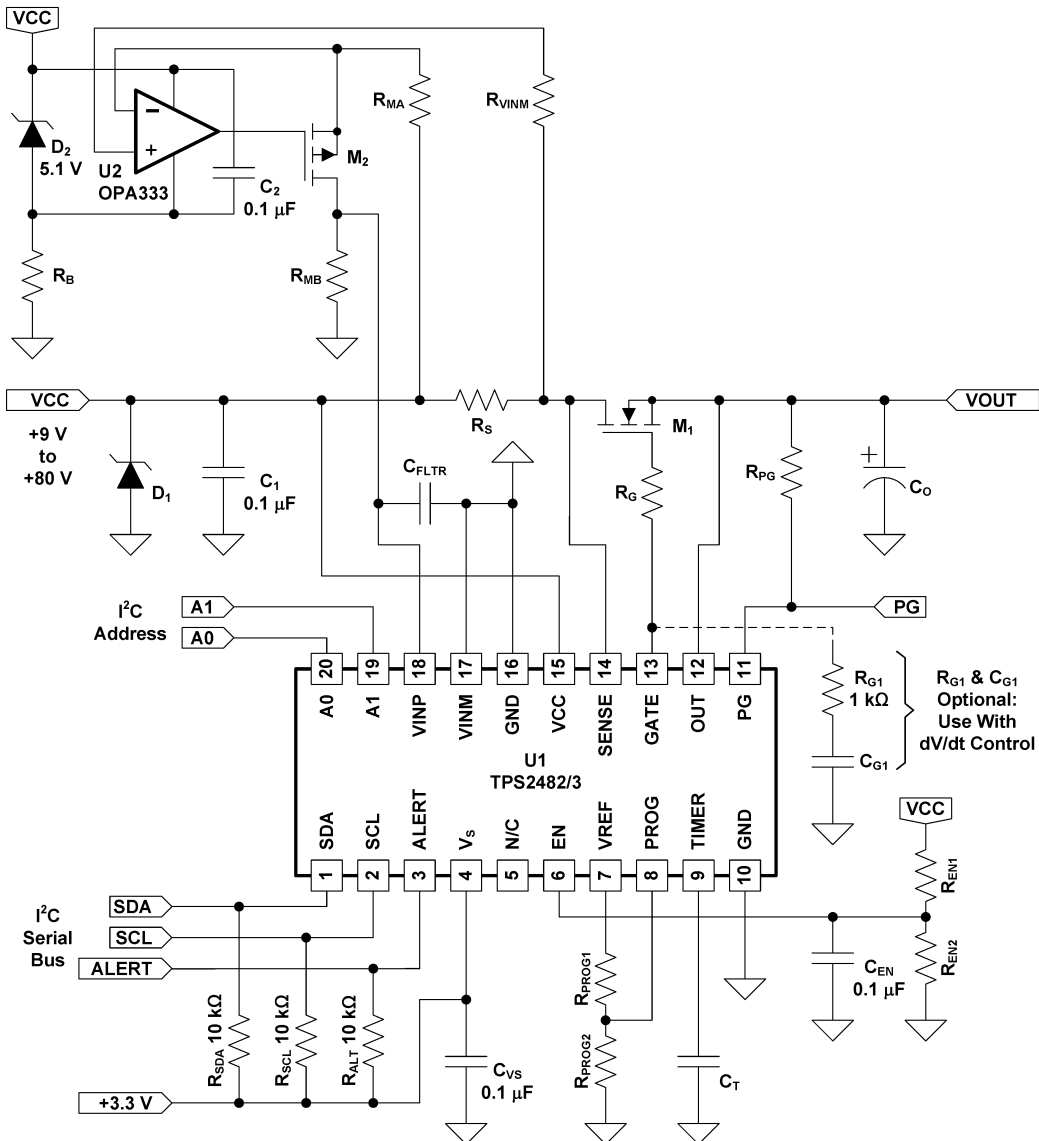 VCC
D2
5.1 V
U2
OPA333
−
+
C2
0.1 μF
M2
RMA
RVINM
RB
RMB
VCC
+9 V
to
+80 V
D1
C1
0.1 μF
RS
CFLTR
M1
RG
RPG
CO
VOUT
I²C
Address
A1
A0
PG
20
19
18
17
16
15
14
13
12
11
A0
A1
VINP
VINM
GND
VCC
SENSE
GATE
OUT
PG
U1
TPS2482/3
RG1
1 kΩ
CG1
RG1 & CG1
Optional:
Use With
dV/dt Control
SDA
SCL
ALERT
VS
N/C
EN
VREF
PROG
TIMER
GND
1
2
3
4
5
6
7
8
9
10
VCC
REN1
REN2
CEN
0.1 μF
I²C
Serial
Bus
SDA
SCL
ALERT
RSDA 10 kΩ
RSCL 10 kΩ
RALT 10 kΩ
CVS
0.1 μF
RPROG1
RPROG2
CT
+3.3 V